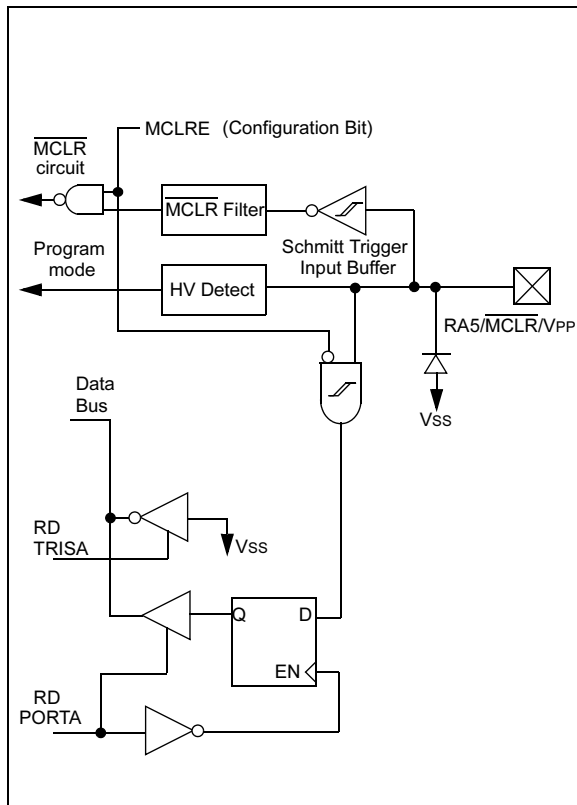 MCLRE (Configuration Bit)
MCLR
circuit
MCLR Filter
Schmitt Trigger
Input Buffer
Program
mode
HV Detect
RA5/MCLR/VPP
VSS
Data
Bus
RD
TRISA
VSS
Q
D
EN
RD
PORTA